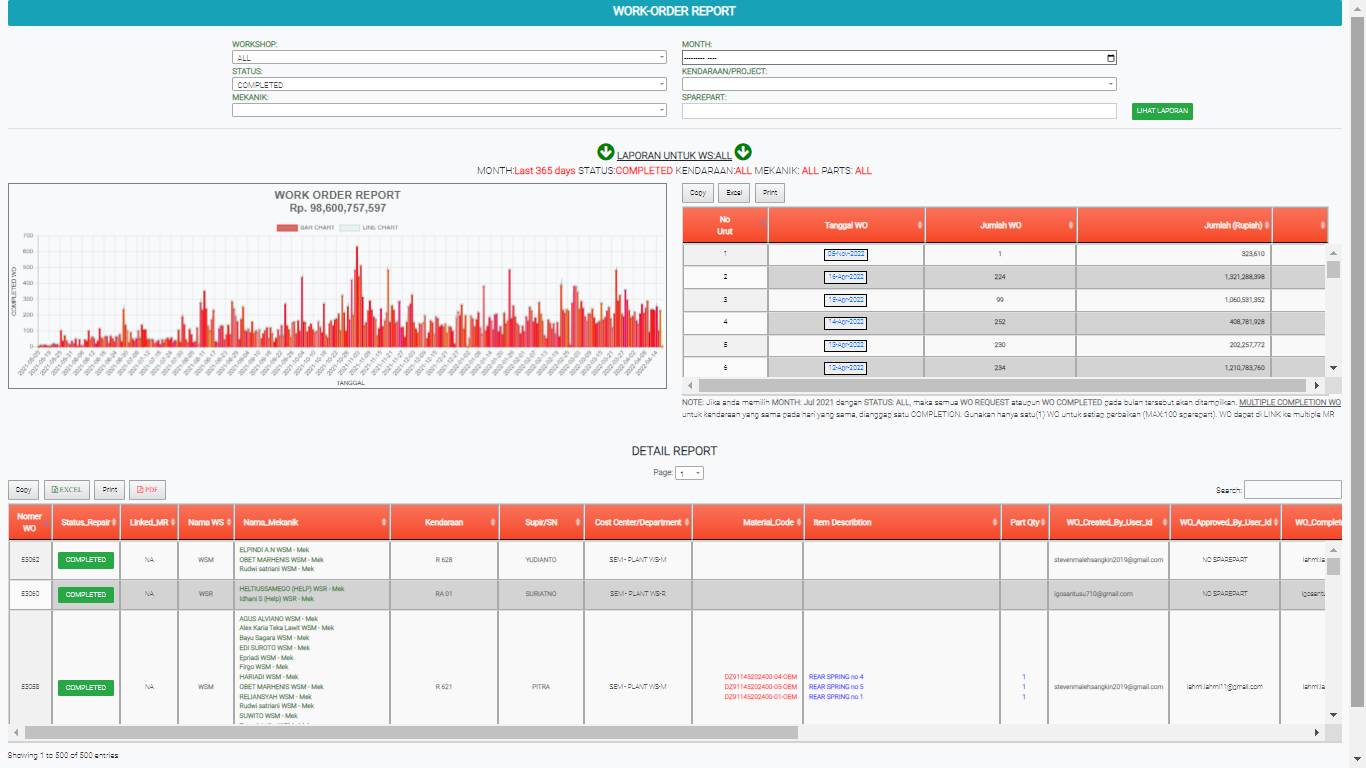 WORK-ORDER REPORT
WORKSHOP:
ALL
MONTH:
STATUS:
COMPLETED
KENDARAAN/PROJECT:
MEKANIK:
SPAREPART:
LIHAT LAPORAN
LAPORAN UNTUK WS:ALL
MONTH:Last 365 days STATUS:COMPLETED KENDARAAN:ALL MEKANIK: ALL PARTS: ALL
WORK ORDER REPORT
Rp. 98,600,757,597
BAR CHART LINE CHART
COMPLETED WO
700
600
500
400
300
200
100
0
TANGGAL
Copy Excel Print
No Urut Tanggal WO Jumlah WO Jumlah (Rupiah)
1 05-Nov-2022 1 323,610
2 16-Apr-2022 224 1,321,288,398
3 15-Apr-2022 99 1,060,531,352
4 14-Apr-2022 252 408,781,928
5 13-Apr-2022 230 202,257,772
6 12-Apr-2022 234 1,210,783,760
NOTE: Jika anda memilih MONTH: Jul 2021 dengan STATUS: ALL, maka semua WO REQUEST ataupun WO COMPLETED pada bulan tersebut akan ditampilkan. MULTIPLE COMPLETION WO
untuk kendaraan yang sama pada hari yang sama, dianggap satu COMPLETION. Gunakan hanya satu(1) WO untuk setiap perbaikan (MAX:100 sparepart). WO dapat di LINK ke multiple MR
DETAIL REPORT
Page: 1
Copy EXCEL Print PDF
Search:
Nomer WO Status_Repair Linked_MR Nama WS Nama_Mekanik Kendaraan Supir/SN Cost Center/Department Material_Code Item Describtion Part Qty WO_Created_By_User_Id WO_Approved_By_User_Id WO_Complet
53062 COMPLETED NA WSM ELPINDI A.N WSM - Mek R 628 YUDIANTO SEM - PLANT WS-M stevenmalehsangkin2019@gmail.com NO SPAREPART
OBET MARHENIS WSM - Mek
Rudwi satriani WSM - Mek
53060 COMPLETED NA WSR HELTIUSSAMEGO (HELP) WSR - Mek RA 01 SURIATNO SEM - PLANT WS-R igosantusu710@gmail.com NO SPAREPART igosantu
Idhani S (Help) WSR - Mek
53058 COMPLETED NA WSM AGUS ALVIANO WSM - Mek R 621 PITRA SEM - PLANT WS-M stevenmalehsangkin2019@gmail.com lahmi.lahmi11@gmail.com
Alex Karia Teka Lawit WSM - Mek
Bayu Sagara WSM - Mek
EDI SUROTO WSM - Mek
Epriadi WSM - Mek
Firgo WSM - Mek
HARIADI WSM - Mek DZ91145202400-04-OEM REAR SPRING no 4 1
OBET MARHENIS WSM - Mek DZ91145202400-05-OEM REAR SPRING no 5 1
RELIANSYAH WSM - Mek DZ91145202400-01-OEM REAR SPRING no 1 1
Rudwi satriani WSM - Mek
SUWITO WSM - Mek
Showing 1 to 500 of 500 entries